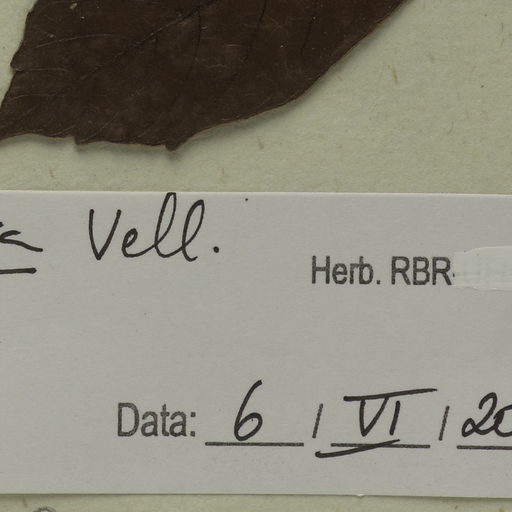 Vell.
Herb. RBR
Data: 6 / VI / 20